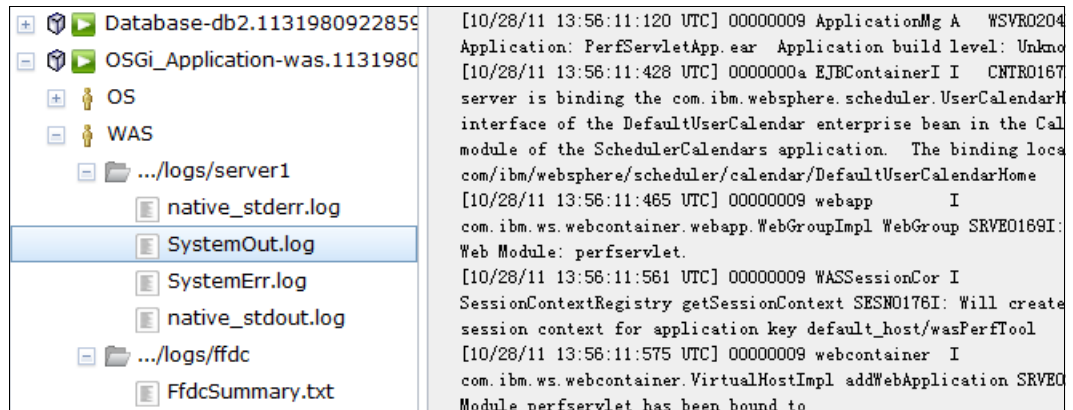 Database-db2.1131980922859
OSGi_Application-was.1131980
OS
WAS
.../logs/server1
native_stderr.log
SystemOut.log
SystemErr.log
native_stdout.log
.../logs/ffdc
FfdcSummary.txt
[10/28/11 13:56:11:120 UTC] 00000009 ApplicationMg A WSVR0204
Application: PerfServletApp.ear Application build level: Unkno
[10/28/11 13:56:11:428 UTC] 0000000a EJBContainerI I CNTR0167
server is binding the com.ibm.websphere.scheduler.UserCalendarH
interface of the DefaultUserCalendar enterprise bean in the Cal
module of the SchedulerCalendars application. The binding loca
com/ibm/websphere/scheduler/calendar/DefaultUserCalendarHome
[10/28/11 13:56:11:465 UTC] 00000009 webapp I
com.ibm.ws.webcontainer.webapp.WebGroupImpl WebGroup SRVE0169I:
Web Module: perfservlet.
[10/28/11 13:56:11:561 UTC] 00000009 WASSessionCor I
SessionContextRegistry getSessionContext SESN0176I: Will create
session context for application key default_host/wasPerfTool
[10/28/11 13:56:11:575 UTC] 00000009 webcontainer I
com.ibm.ws.webcontainer.VirtualHostImpl addWebApplication SRVE0
Module perfservlet has been bound to